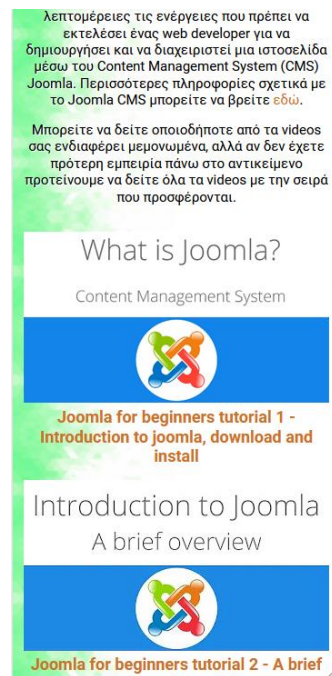 λεπτομέρειες τις ενέργειες που πρέπει να
εκτελέσει ένας web developer για να
δημιουργήσει και να διαχειριστεί μια ιστοσελίδα
μέσω του Content Management System (CMS)
Joomla. Περισσότερες πληροφορίες σχετικά με
το Joomla CMS μπορείτε να βρείτε εδώ.
Μπορείτε να δείτε οποιοδήποτε από τα videos
σας ενδιαφέρει μεμονωμένα, αλλά αν δεν έχετε
πρότερη εμπειρία πάνω στο αντικείμενο
προτείνουμε να δείτε όλα τα videos με την σειρά
που προσφέρονται.
What is Joomla?
Content Management System
Joomla for beginners tutorial 1 -
Introduction to joomla, download and
install
Introduction to Joomla
A brief overview
Joomla for beginners tutorial 2 - A brief